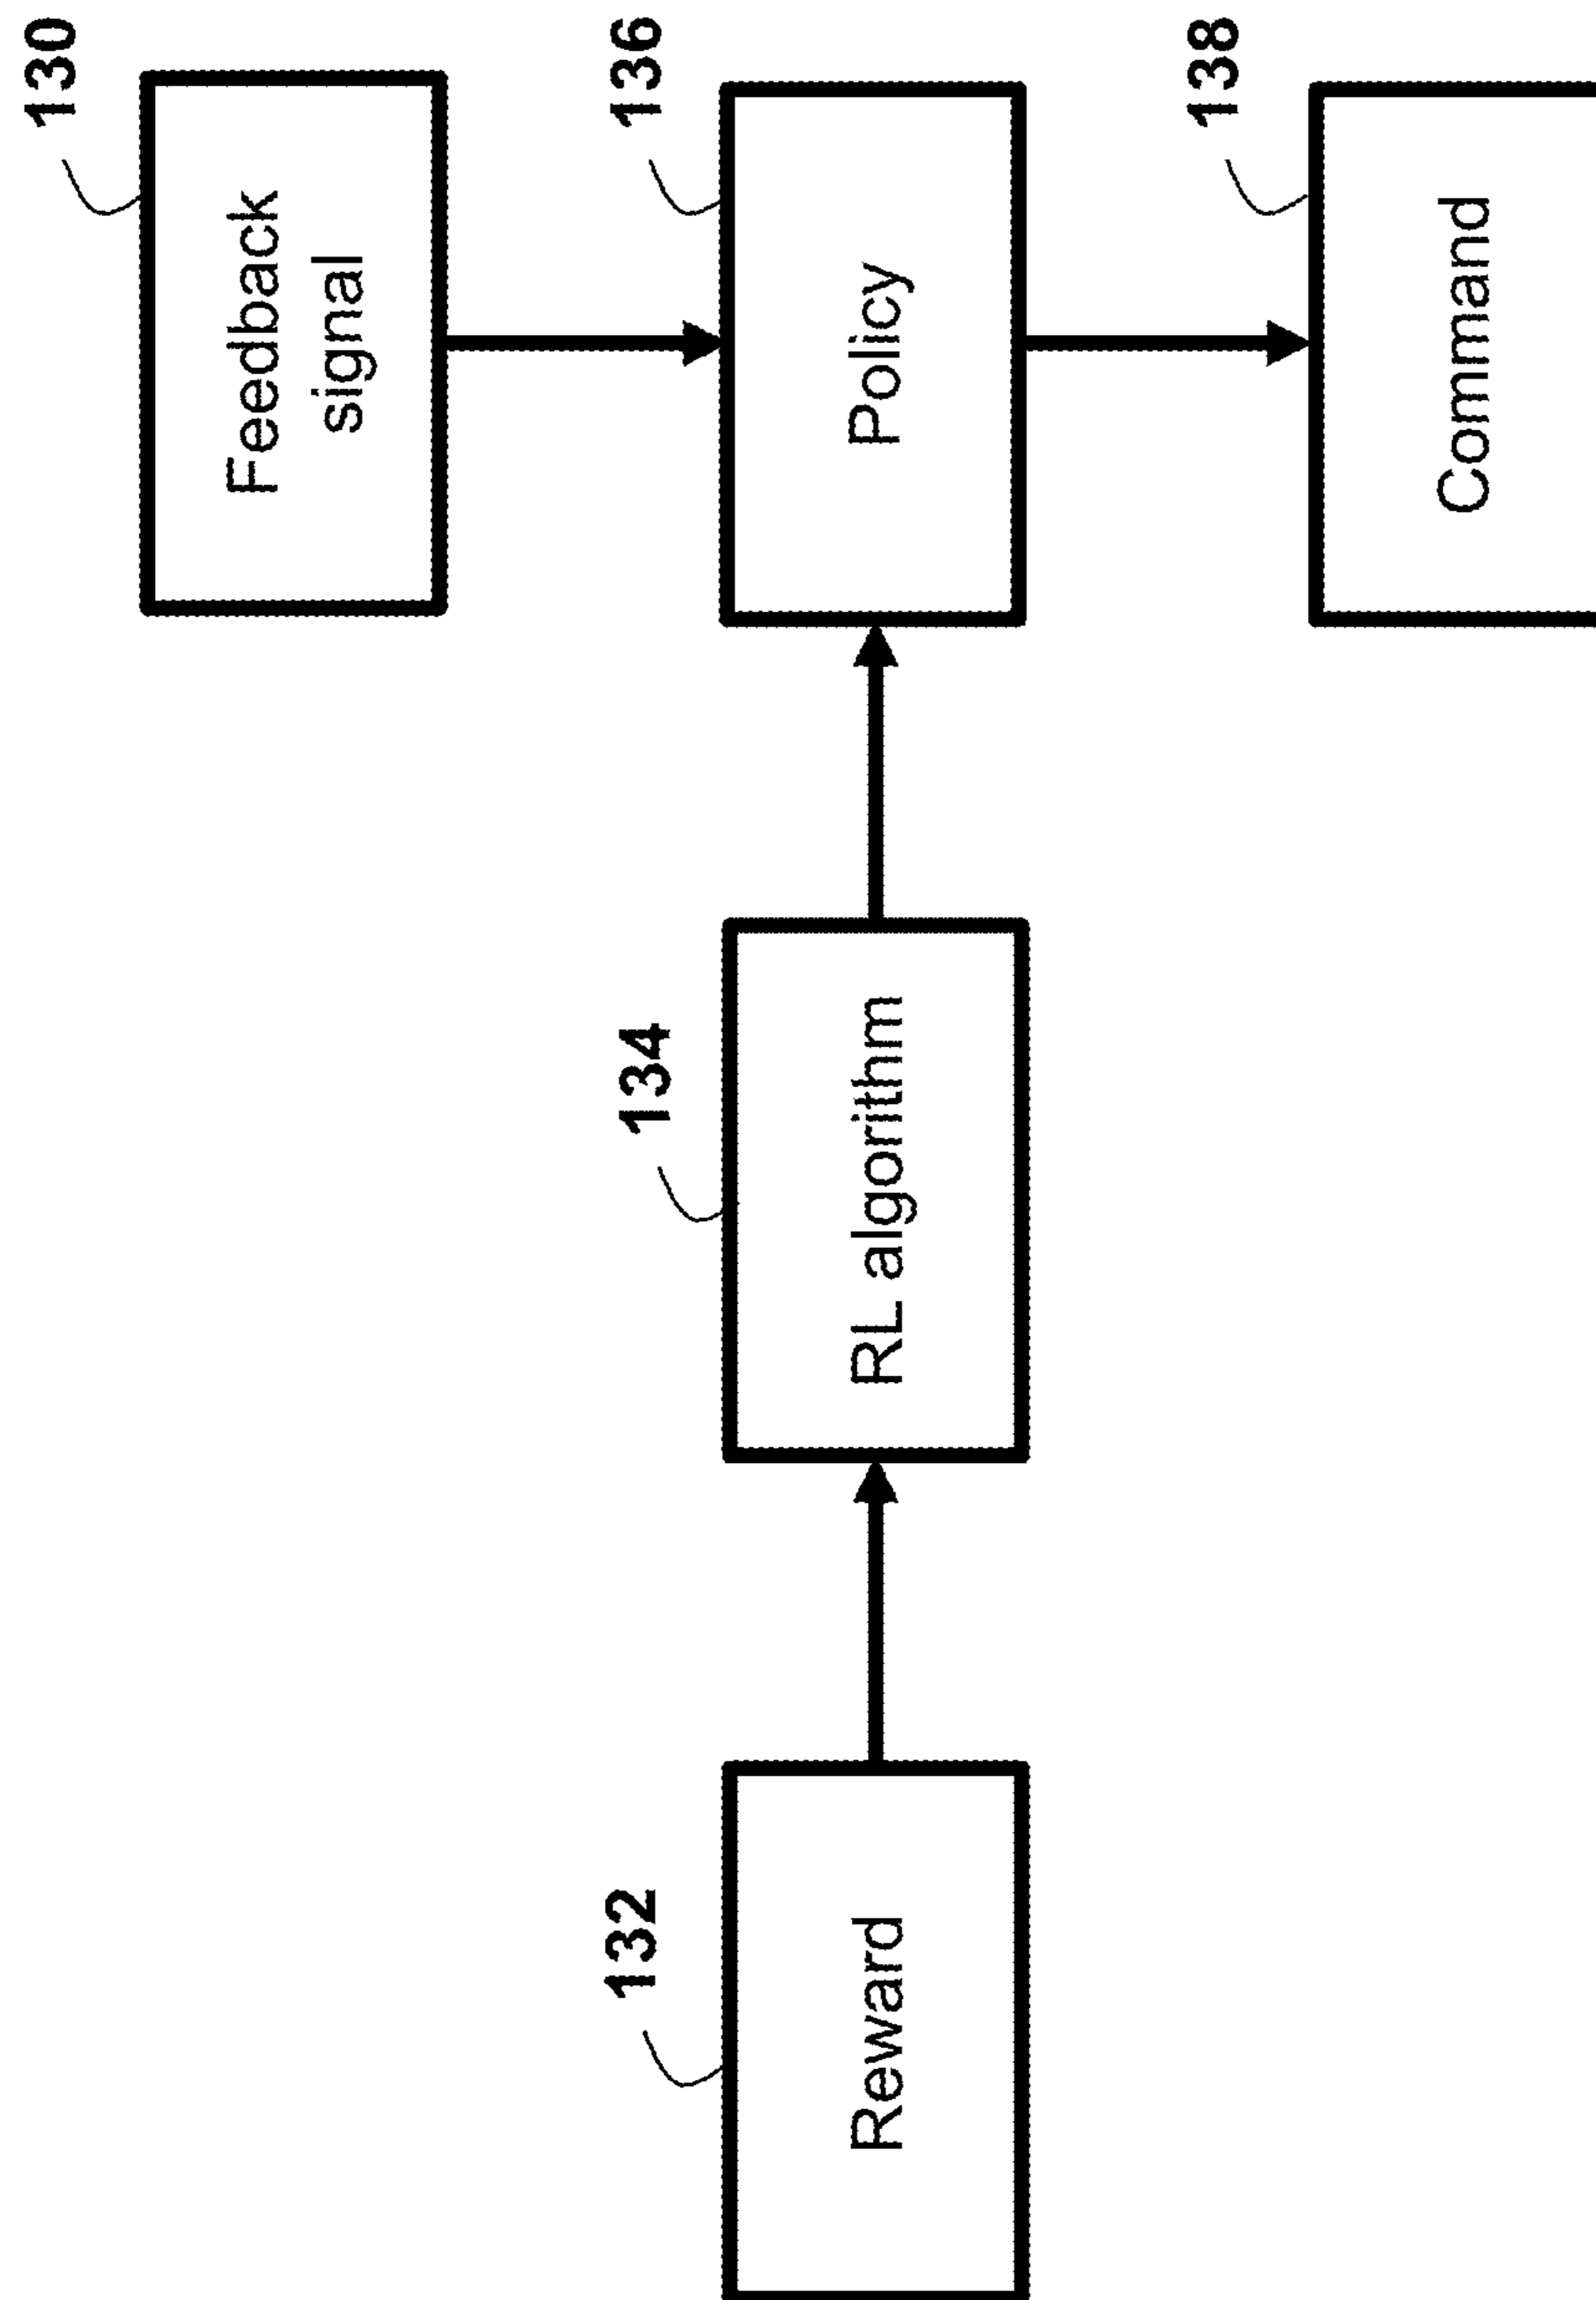 130
Feedback
signal
132
Reward
134
RL algorithm
136
Policy
138
Command